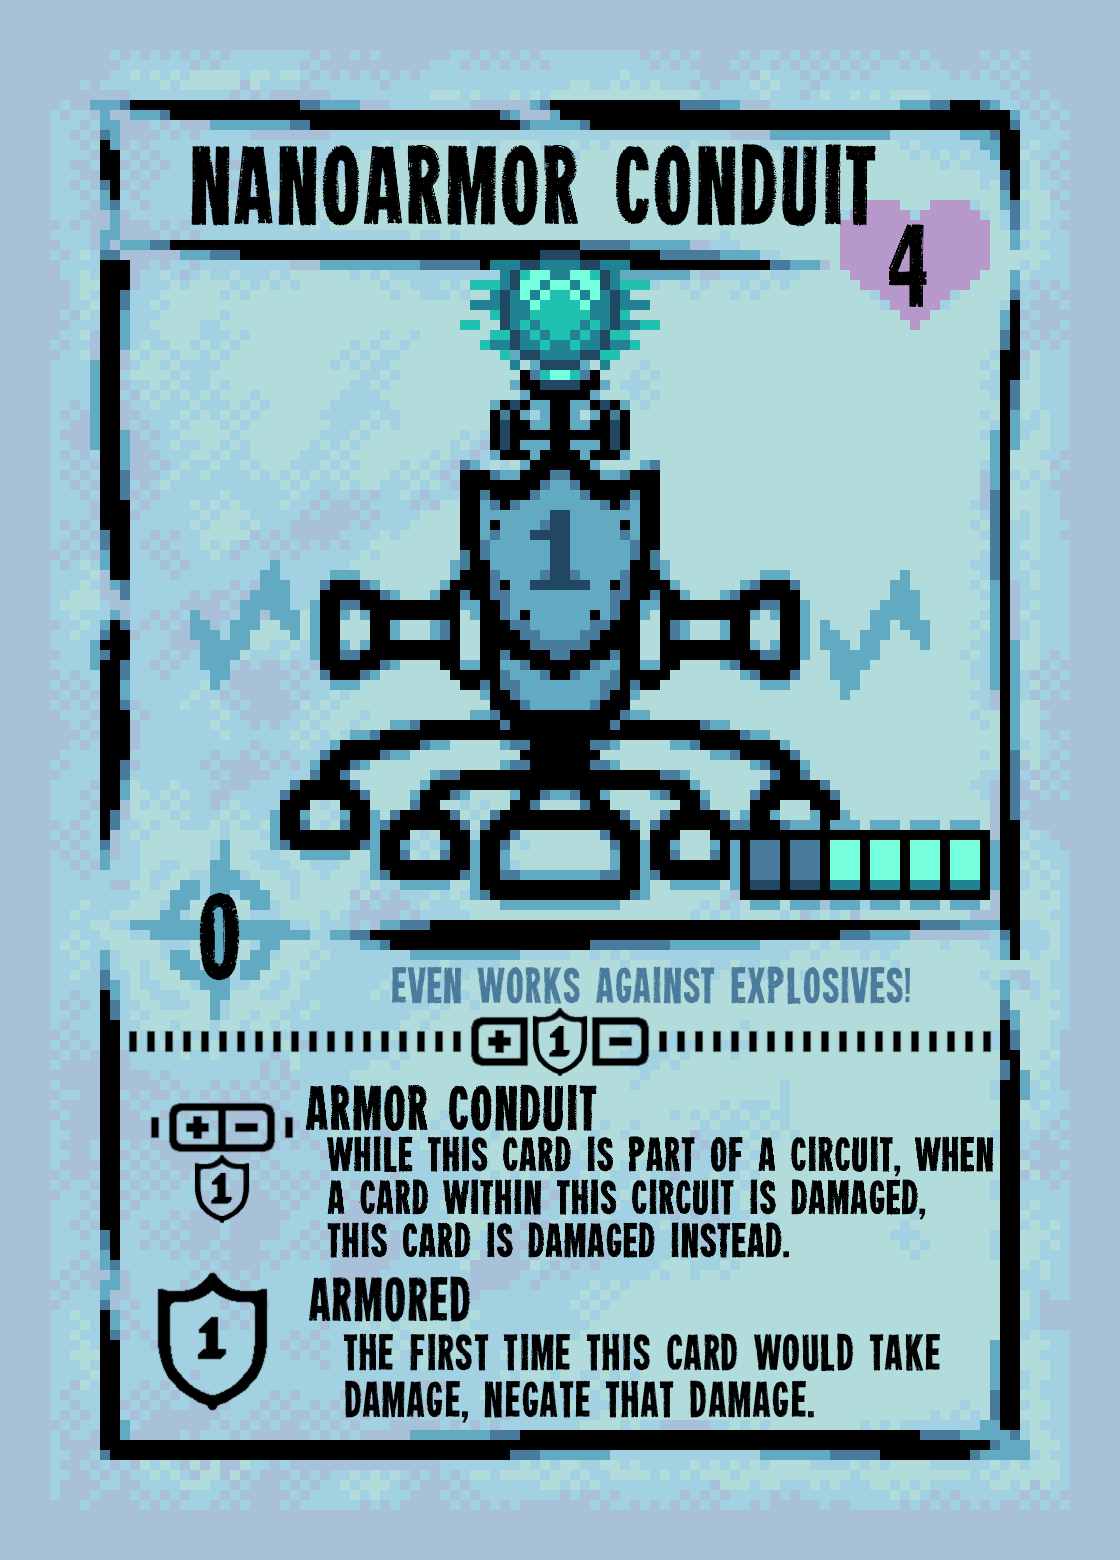 NANOARMOR CONDUIT
4
1
0
EVEN WORKS AGAINST EXPLOSIVES!
+ 1 -
ARMOR CONDUIT
+ -
WHILE THIS CARD IS PART OF A CIRCUIT, WHEN
1
A CARD WITHIN THIS CIRCUIT IS DAMAGED,
THIS CARD IS DAMAGED INSTEAD.
ARMORED
1
THE FIRST TIME THIS CARD WOULD TAKE
DAMAGE, NEGATE THAT DAMAGE.